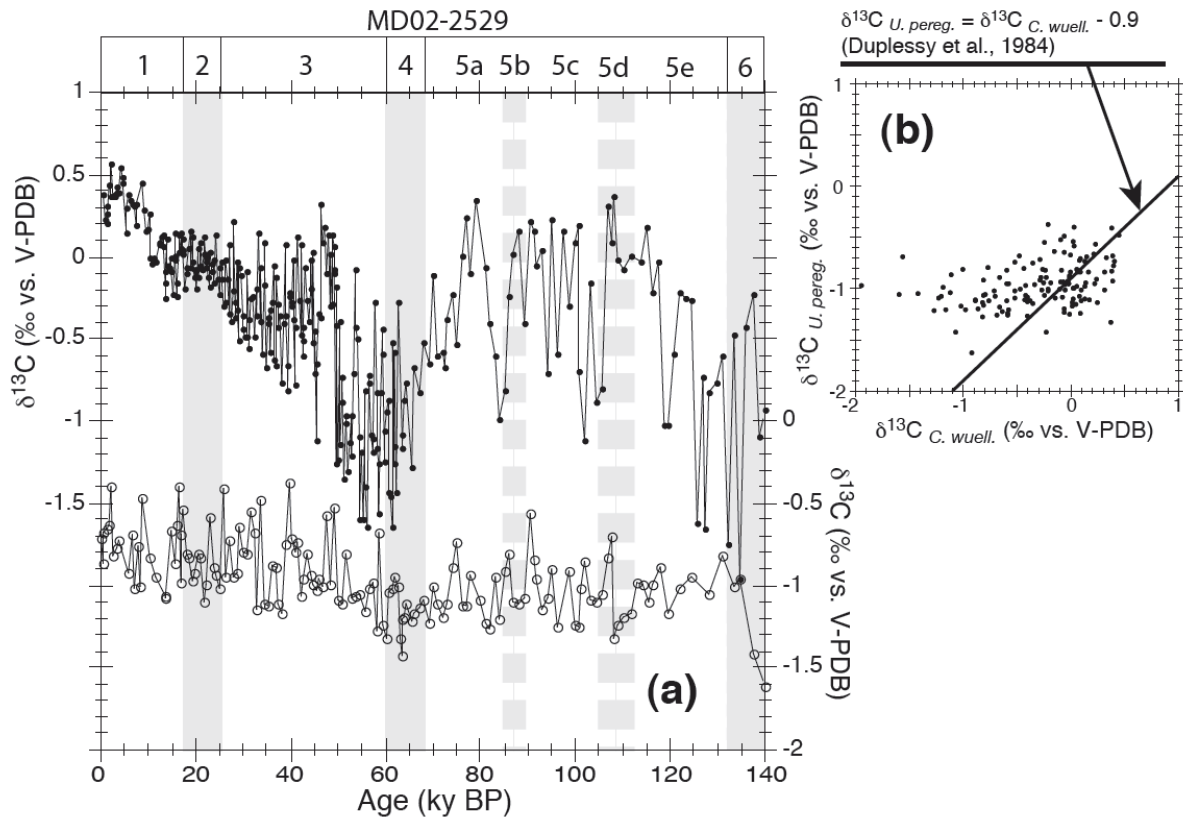 MD02-2529
1 2 3 4 5a 5b 5c 5d 5e 6
1
0.5
0
-0.5
-1
-1.5
-2
δ¹³C (‰ vs. V-PDB)
0
-0.5
-1
-1.5
-2
δ¹³C (‰ vs. V-PDB)
(a)
0 20 40 60 80 100 120 140
Age (ky BP)
δ¹³C U. pereg. = δ¹³C C. wuell. - 0.9
(Duplessy et al., 1984)
(b)
1
0
-1
-2
δ¹³C U. pereg. (‰ vs. V-PDB)
-2 -1 0 1
δ¹³C C. wuell. (‰ vs. V-PDB)